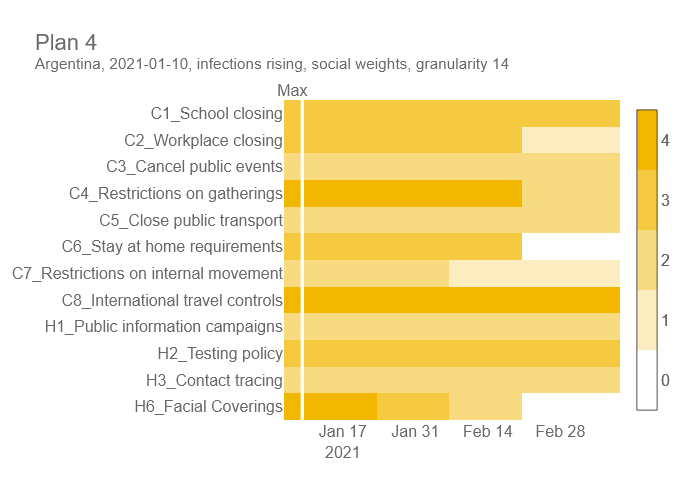 Plan 4
Argentina, 2021-01-10, infections rising, social weights, granularity 14
Max
C1_School closing
C2_Workplace closing
C3_Cancel public events
C4_Restrictions on gatherings
C5_Close public transport
C6_Stay at home requirements
C7_Restrictions on internal movement
C8_International travel controls
H1_Public information campaigns
H2_Testing policy
H3_Contact tracing
H6_Facial Coverings
4
3
2
1
0
Jan 17 Jan 31 Feb 14 Feb 28
2021